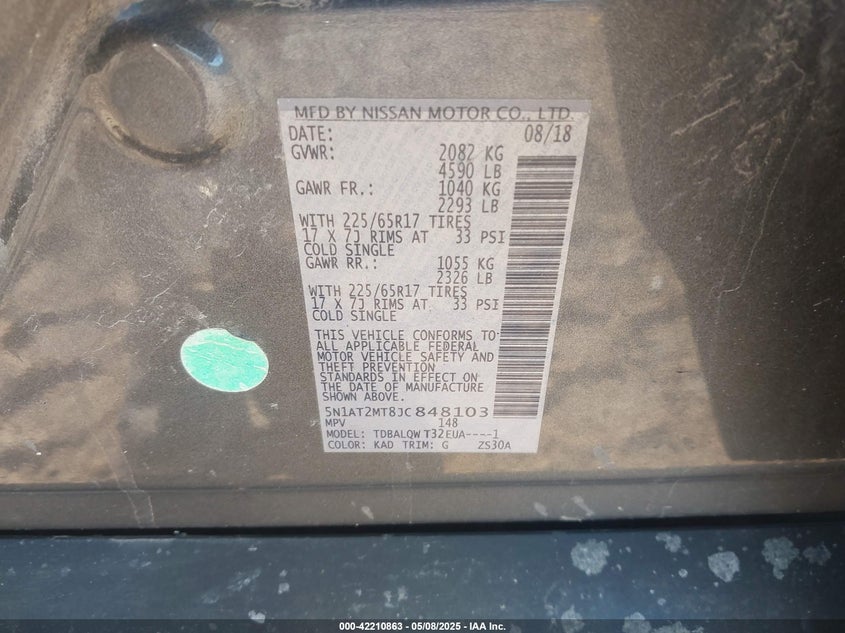 MFD BY NISSAN MOTOR CO., LTD.
DATE: 08/18
GVWR: 2082 KG
4590 LB
GAWR FR.: 1040 KG
2293 LB
WITH 225/65R17 TIRES
17 X 7J RIMS AT 33 PSI
COLD SINGLE
GAWR RR.: 1055 KG
2326 LB
WITH 225/65R17 TIRES
17 X 7J RIMS AT 33 PSI
COLD SINGLE
THIS VEHICLE CONFORMS TO
ALL APPLICABLE FEDERAL
MOTOR VEHICLE SAFETY AND
THEFT PREVENTION
STANDARDS IN EFFECT ON
THE DATE OF MANUFACTURE
SHOWN ABOVE.
5N1AT2MT8JC848103
MPV 148
MODEL: TDBALQWT32EUA----1
COLOR: KAD TRIM: G ZS30A
000-42210863 - 05/08/2025 - IAA Inc.